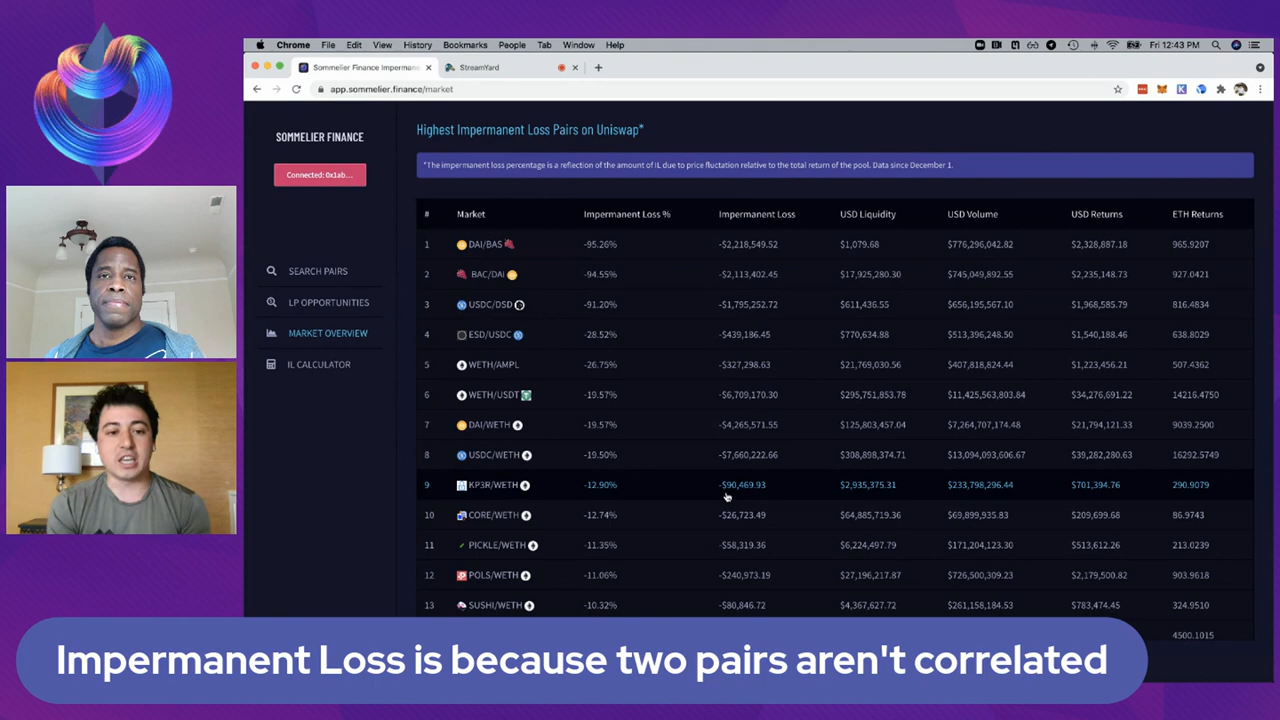 Chrome File Edit View History Bookmarks People Tab Window Help
Fri 12:43 PM
Sommelier Finance Imperman
StreamYard
app.sommelier.finance/market
SOMMELIER FINANCE
Connected: 0x1ab...
SEARCH PAIRS
LP OPPORTUNITIES
MARKET OVERVIEW
IL CALCULATOR
Highest Impermanent Loss Pairs on Uniswap*
*The impermanent loss percentage is a reflection of the amount of IL due to price fluctation relative to the total return of the pool. Data since December 1.
# Market Impermanent Loss % Impermanent Loss USD Liquidity USD Volume USD Returns ETH Returns
1 DAI/BAS -95.26% -$2,218,549.52 $1,079.68 $776,296,042.82 $2,328,887.18 965.9207
2 BAC/DAI -94.55% -$2,113,402.45 $17,925,280.30 $745,049,892.55 $2,235,148.73 927.0421
3 USDC/DSD -91.20% -$1,795,252.72 $611,436.55 $656,195,567.10 $1,968,585.79 816.4834
4 ESD/USDC -28.52% -$439,186.45 $770,634.88 $513,396,248.50 $1,540,188.46 638.8029
5 WETH/AMPL -26.75% -$327,298.63 $21,769,030.56 $407,818,824.44 $1,223,456.21 507.4362
6 WETH/USDT -19.57% -$6,709,170.30 $295,751,853.78 $11,425,563,803.84 $34,276,691.22 14216.4750
7 DAI/WETH -19.57% -$4,265,571.55 $125,803,457.04 $7,264,707,174.48 $21,794,121.33 9039.2500
8 USDC/WETH -19.50% -$7,660,222.66 $308,898,374.71 $13,094,093,606.67 $39,282,280.63 16292.5749
9 KP3R/WETH -12.90% -$90,469.93 $2,935,375.31 $233,798,296.44 $701,394.76 290.9079
10 CORE/WETH -12.74% -$26,723.49 $64,885,719.36 $69,899,935.83 $209,699.68 86.9743
11 PICKLE/WETH -11.35% -$58,319.36 $6,224,497.79 $171,204,123.30 $513,612.26 213.0239
12 POLS/WETH -11.06% -$240,973.19 $27,196,217.87 $726,500,309.23 $2,179,500.82 903.9618
13 SUSHI/WETH -10.32% -$80,846.72 $4,367,627.72 $261,158,184.53 $783,474.45 324.9510
4500.1015
Impermanent Loss is because two pairs aren't correlated